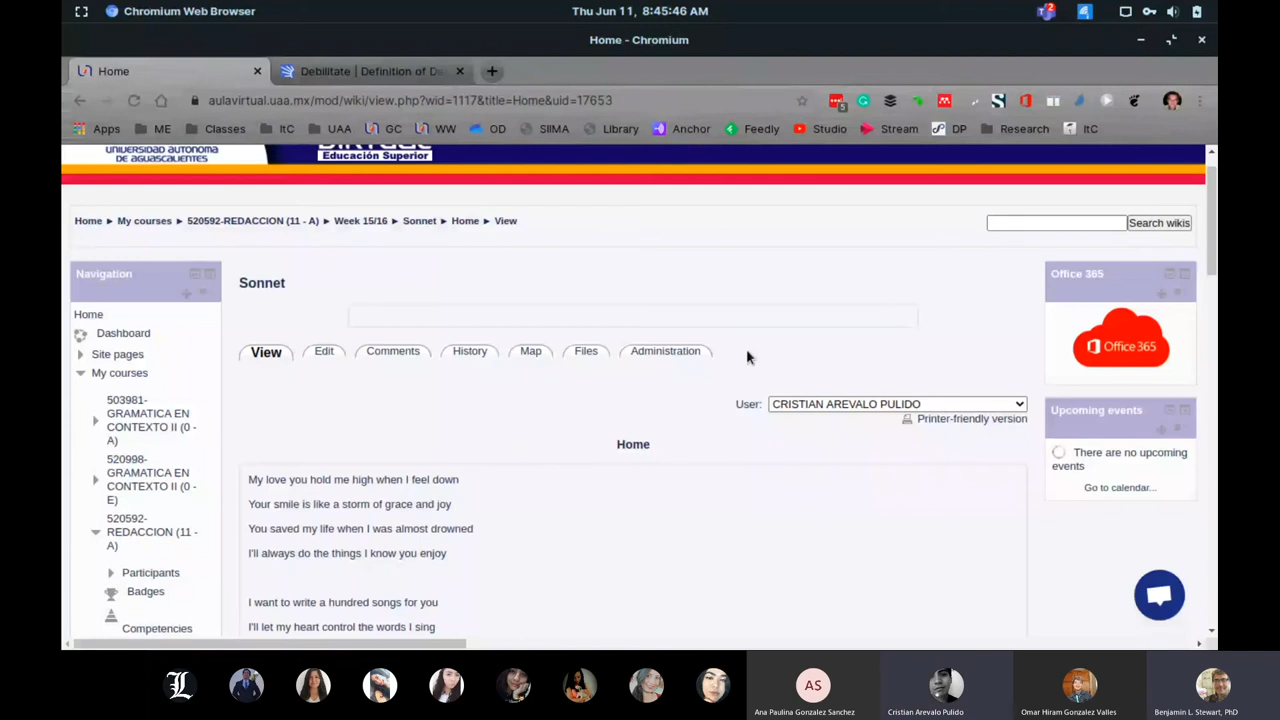 Chromium Web Browser
Thu Jun 11, 8:45:46 AM
2
Home - Chromium
Home
Debilitate | Definition of De
aulavirtual.uaa.mx/mod/wiki/view.php?wid=1117&title=Home&uid=17653
5
Apps ME Classes ItC UAA GC WW OD SIIMA Library Anchor Feedly Studio Stream DP Research ItC
UNIVERSIDAD AUTONOMA
DE AGUASCALIENTES
Educación Superior
Home ► My courses ► 520592-REDACCION (11 - A) ► Week 15/16 ► Sonnet ► Home ► View
Search wikis
Navigation
Home
Dashboard
Site pages
My courses
503981-
GRAMATICA EN
CONTEXTO II (0 -
A)
520998-
GRAMATICA EN
CONTEXTO II (0 -
E)
520592-
REDACCION (11 -
A)
Participants
Badges
Competencies
Sonnet
View Edit Comments History Map Files Administration
User: CRISTIAN AREVALO PULIDO
Printer-friendly version
Home
My love you hold me high when I feel down
Your smile is like a storm of grace and joy
You saved my life when I was almost drowned
I'll always do the things I know you enjoy
I want to write a hundred songs for you
I'll let my heart control the words I sing
Office 365
Office 365
Upcoming events
There are no upcoming
events
Go to calendar...
L
AS
Ana Paulina Gonzalez Sanchez
Cristian Arevalo Pulido
Omar Hiram Gonzalez Valles
Benjamin L. Stewart, PhD